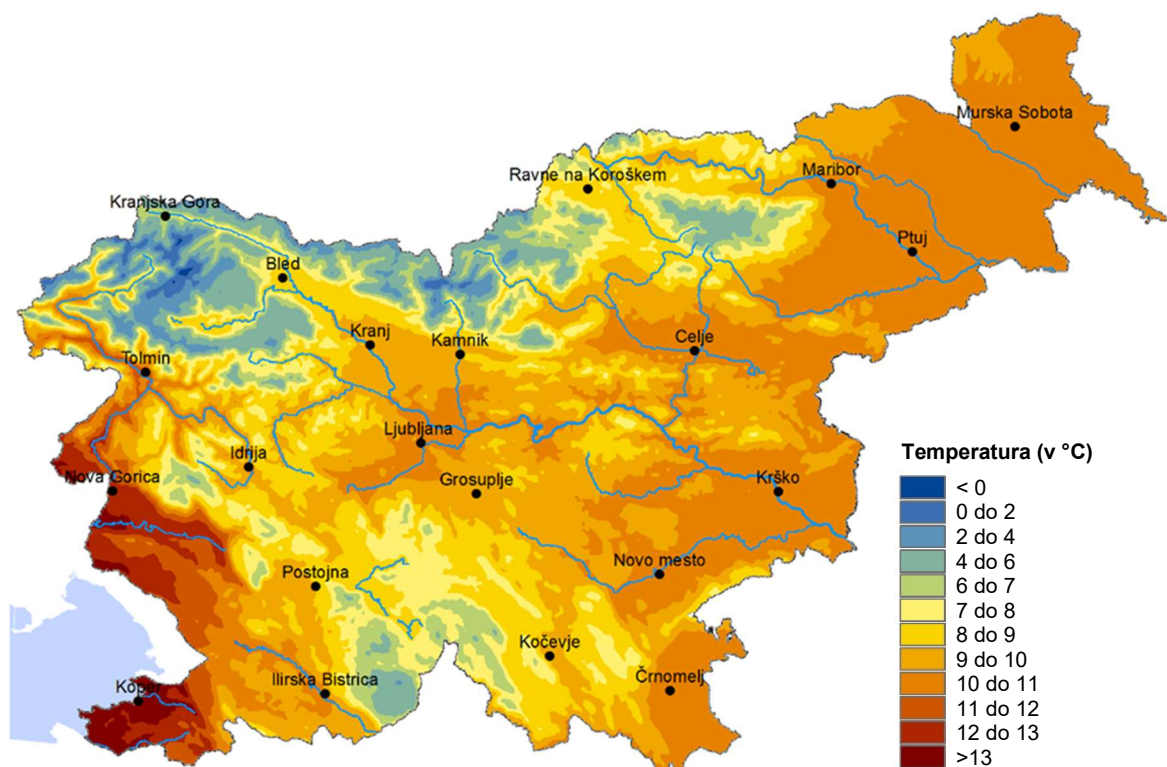 Murska Sobota
Ravne na Koroškem
Maribor
Kranjska Gora
Ptuj
Bled
Kranj
Kamnik
Celje
Tolmin
Ljubljana
Idrija
Nova Gorica
Grosuplje
Krško
Novo mesto
Postojna
Kočevje
Črnomelj
Koper
Ilirska Bistrica
Temperatura (v °C)
< 0
0 do 2
2 do 4
4 do 6
6 do 7
7 do 8
8 do 9
9 do 10
10 do 11
11 do 12
12 do 13
>13